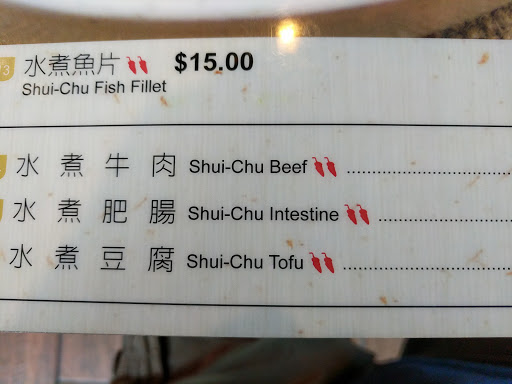 水煮魚片 $15.00
Shui-Chu Fish Fillet
水煮牛肉 Shui-Chu Beef
水煮肥腸 Shui-Chu Intestine
水煮豆腐 Shui-Chu Tofu